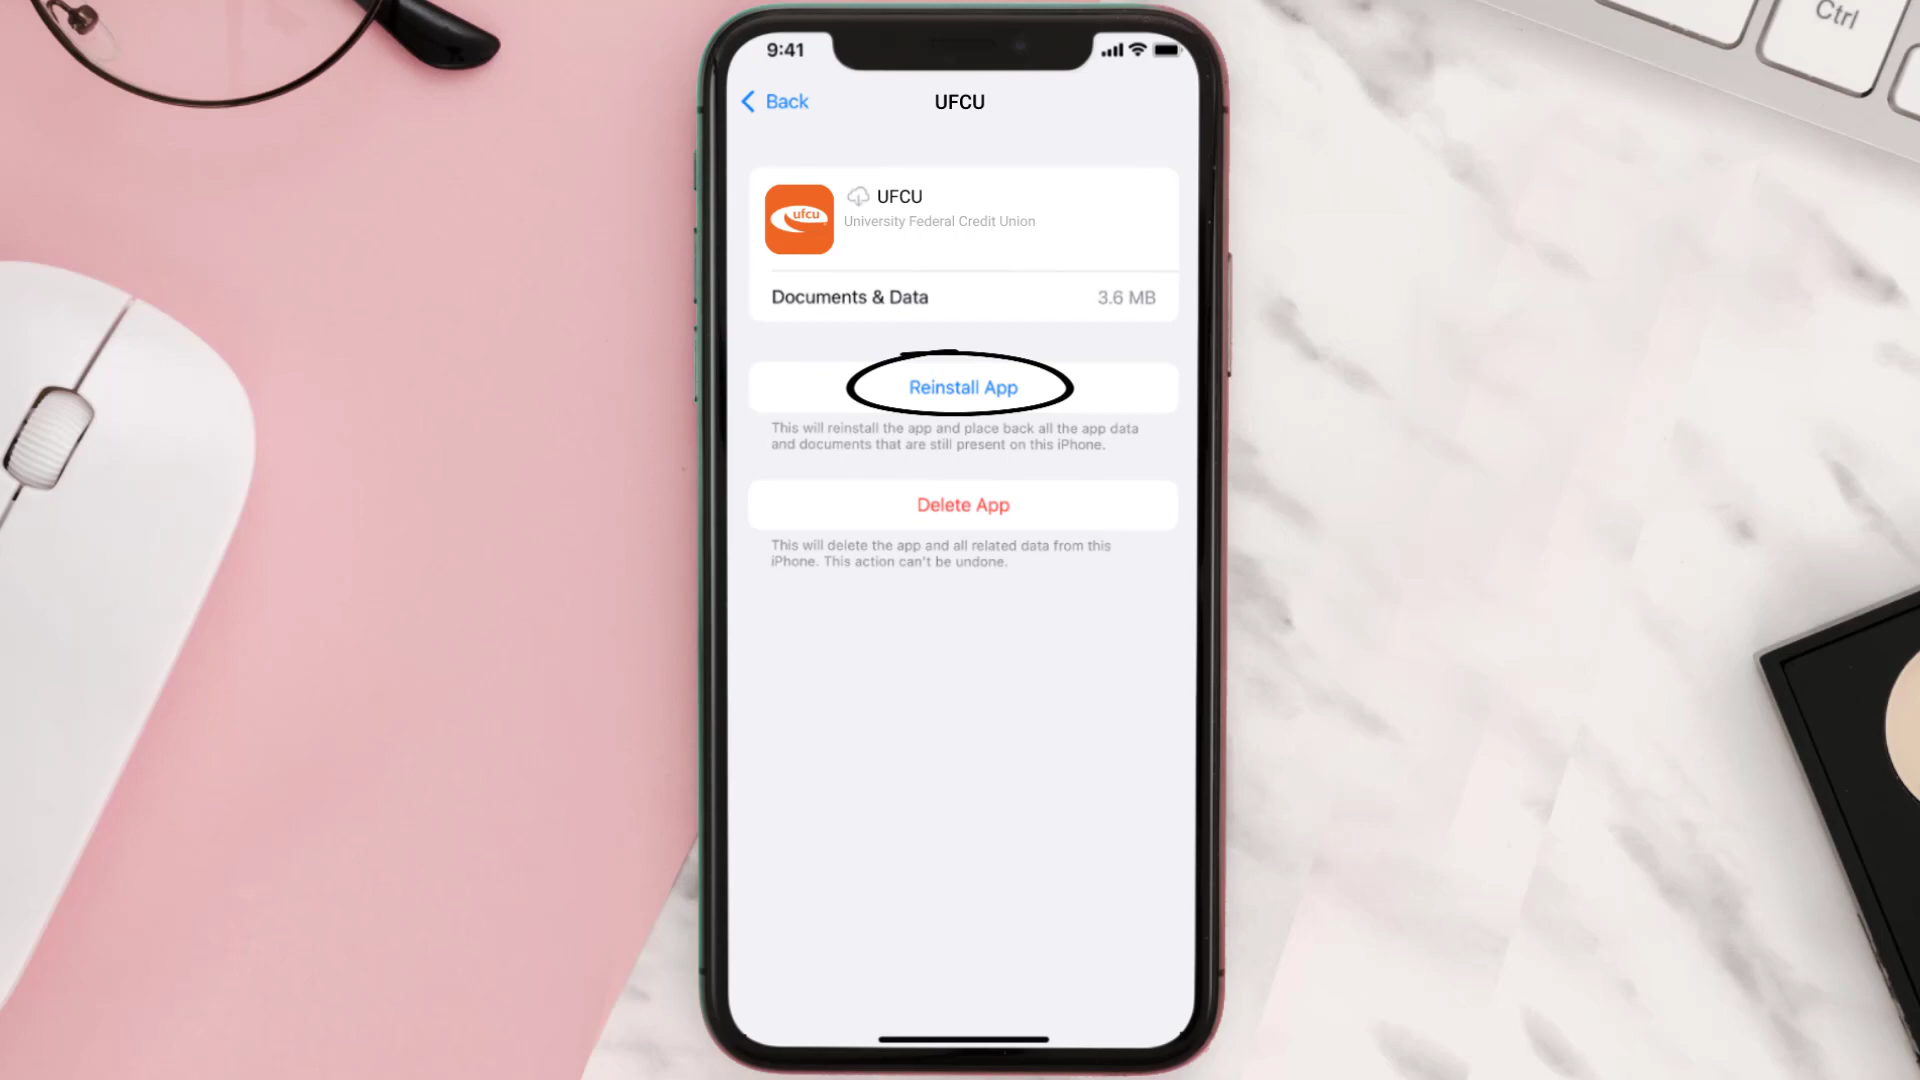 Ctrl
9:41
Back
UFCU
ufcu
UFCU
University Federal Credit Union
Documents & Data
3.6 MB
Reinstall App
This will reinstall the app and place back all the app data
and documents that are still present on this iPhone.
Delete App
This will delete the app and all related data from this
iPhone. This action can't be undone.